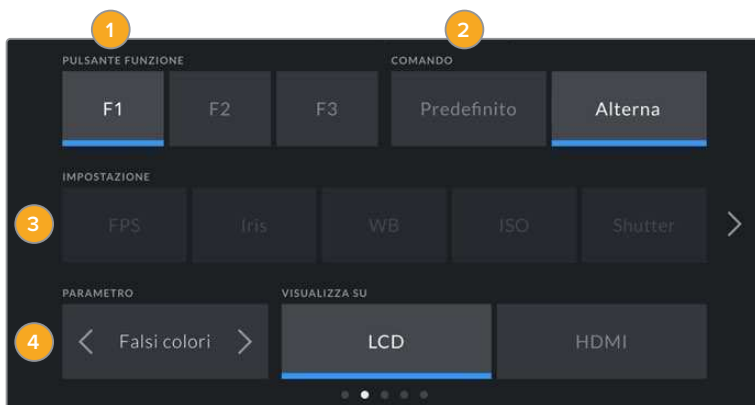 1 2
PULSANTE FUNZIONE COMANDO
F1 F2 F3 Predefinito Alterna
IMPOSTAZIONE
3 FPS Iris WB ISO Shutter
PARAMETRO VISUALIZZA SU
4 Falsi colori LCD HDMI